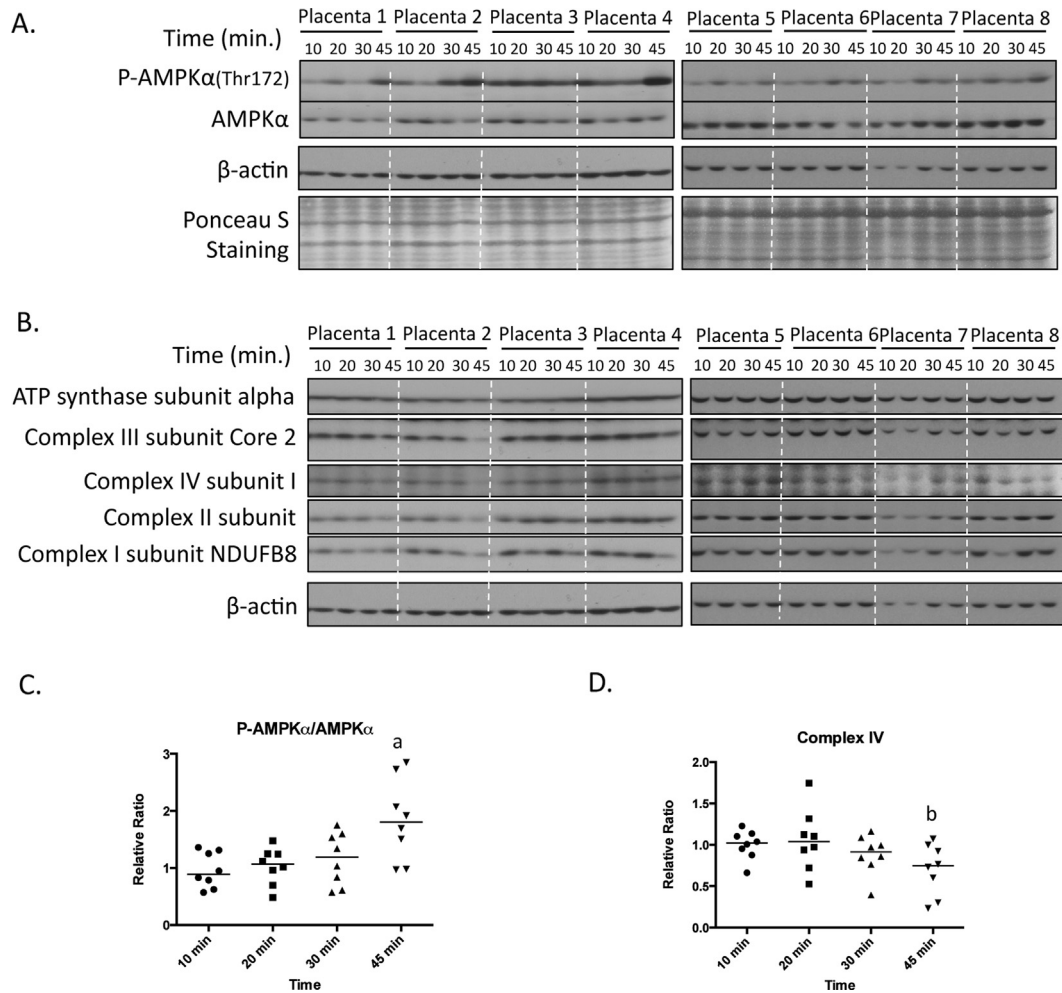 A.
Placenta 1 Placenta 2 Placenta 3 Placenta 4 Placenta 5 Placenta 6 Placenta 7 Placenta 8
Time (min.) 10 20 30 45 10 20 30 45 10 20 30 45 10 20 30 45 10 20 30 45 10 20 30 45 10 20 30 45 10 20 30 45
P-AMPKα(Thr172)
AMPKα
β-actin
Ponceau S
Staining
B.
Placenta 1 Placenta 2 Placenta 3 Placenta 4 Placenta 5 Placenta 6 Placenta 7 Placenta 8
Time (min.) 10 20 30 45 10 20 30 45 10 20 30 45 10 20 30 45 10 20 30 45 10 20 30 45 10 20 30 45 10 20 30 45
ATP synthase subunit alpha
Complex III subunit Core 2
Complex IV subunit I
Complex II subunit
Complex I subunit NDUFB8
β-actin
C.
P-AMPKα/AMPKα
a
Relative Ratio
3
2
1
0
10 min 20 min 30 min 45 min
Time
D.
Complex IV
b
Relative Ratio
2.0
1.5
1.0
0.5
0.0
10 min 20 min 30 min 45 min
Time